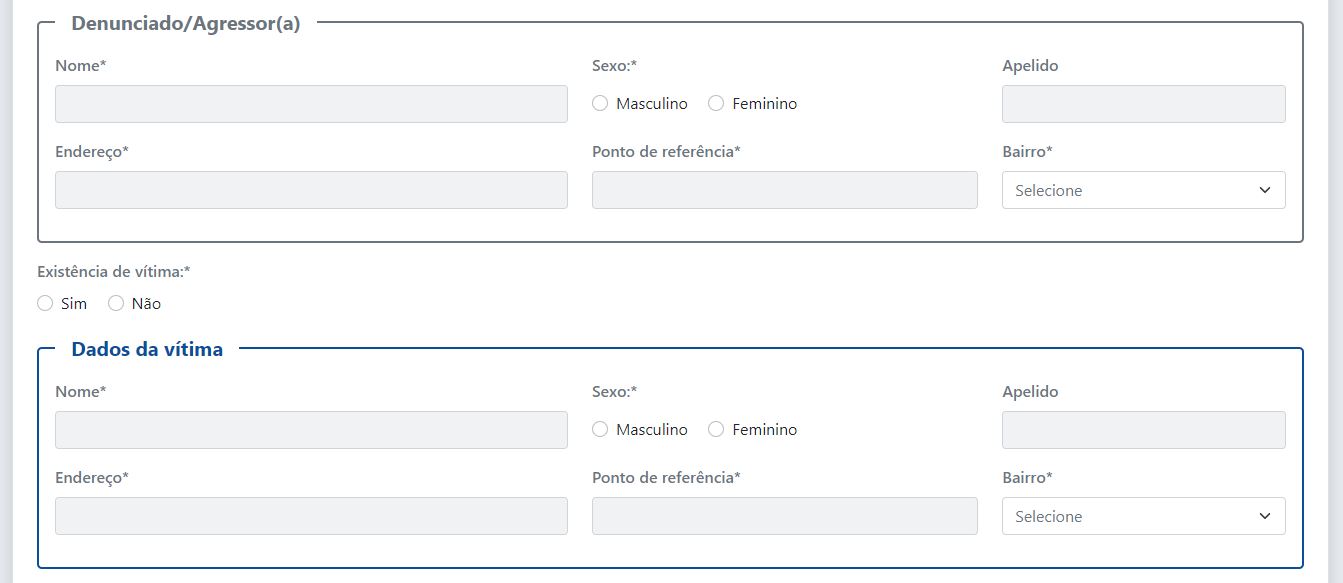 Denunciado/Agressor(a)
Nome* Sexo:* Apelido
Masculino Feminino
Endereço* Ponto de referência* Bairro*
Selecione
Existência de vítima:*
Sim Não
Dados da vítima
Nome* Sexo:* Apelido
Masculino Feminino
Endereço* Ponto de referência* Bairro*
Selecione